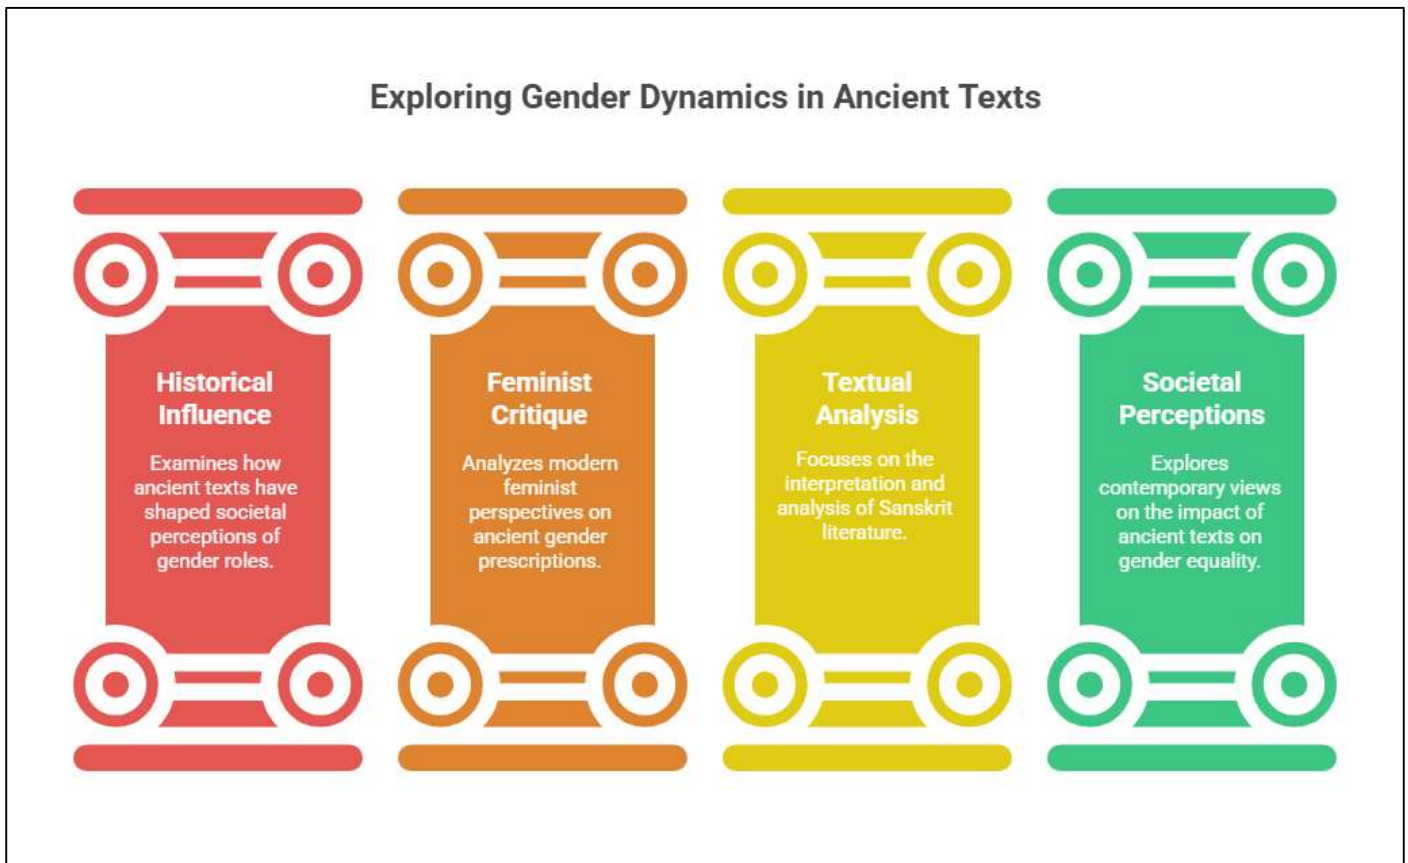 Exploring Gender Dynamics in Ancient Texts
Historical
Influence
Examines how
ancient texts have
shaped societal
perceptions of
gender roles.
Feminist
Critique
Analyzes modern
feminist
perspectives on
ancient gender
prescriptions.
Textual
Analysis
Focuses on the
interpretation and
analysis of Sanskrit
literature.
Societal
Perceptions
Explores
contemporary views
on the impact of
ancient texts on
gender equality.